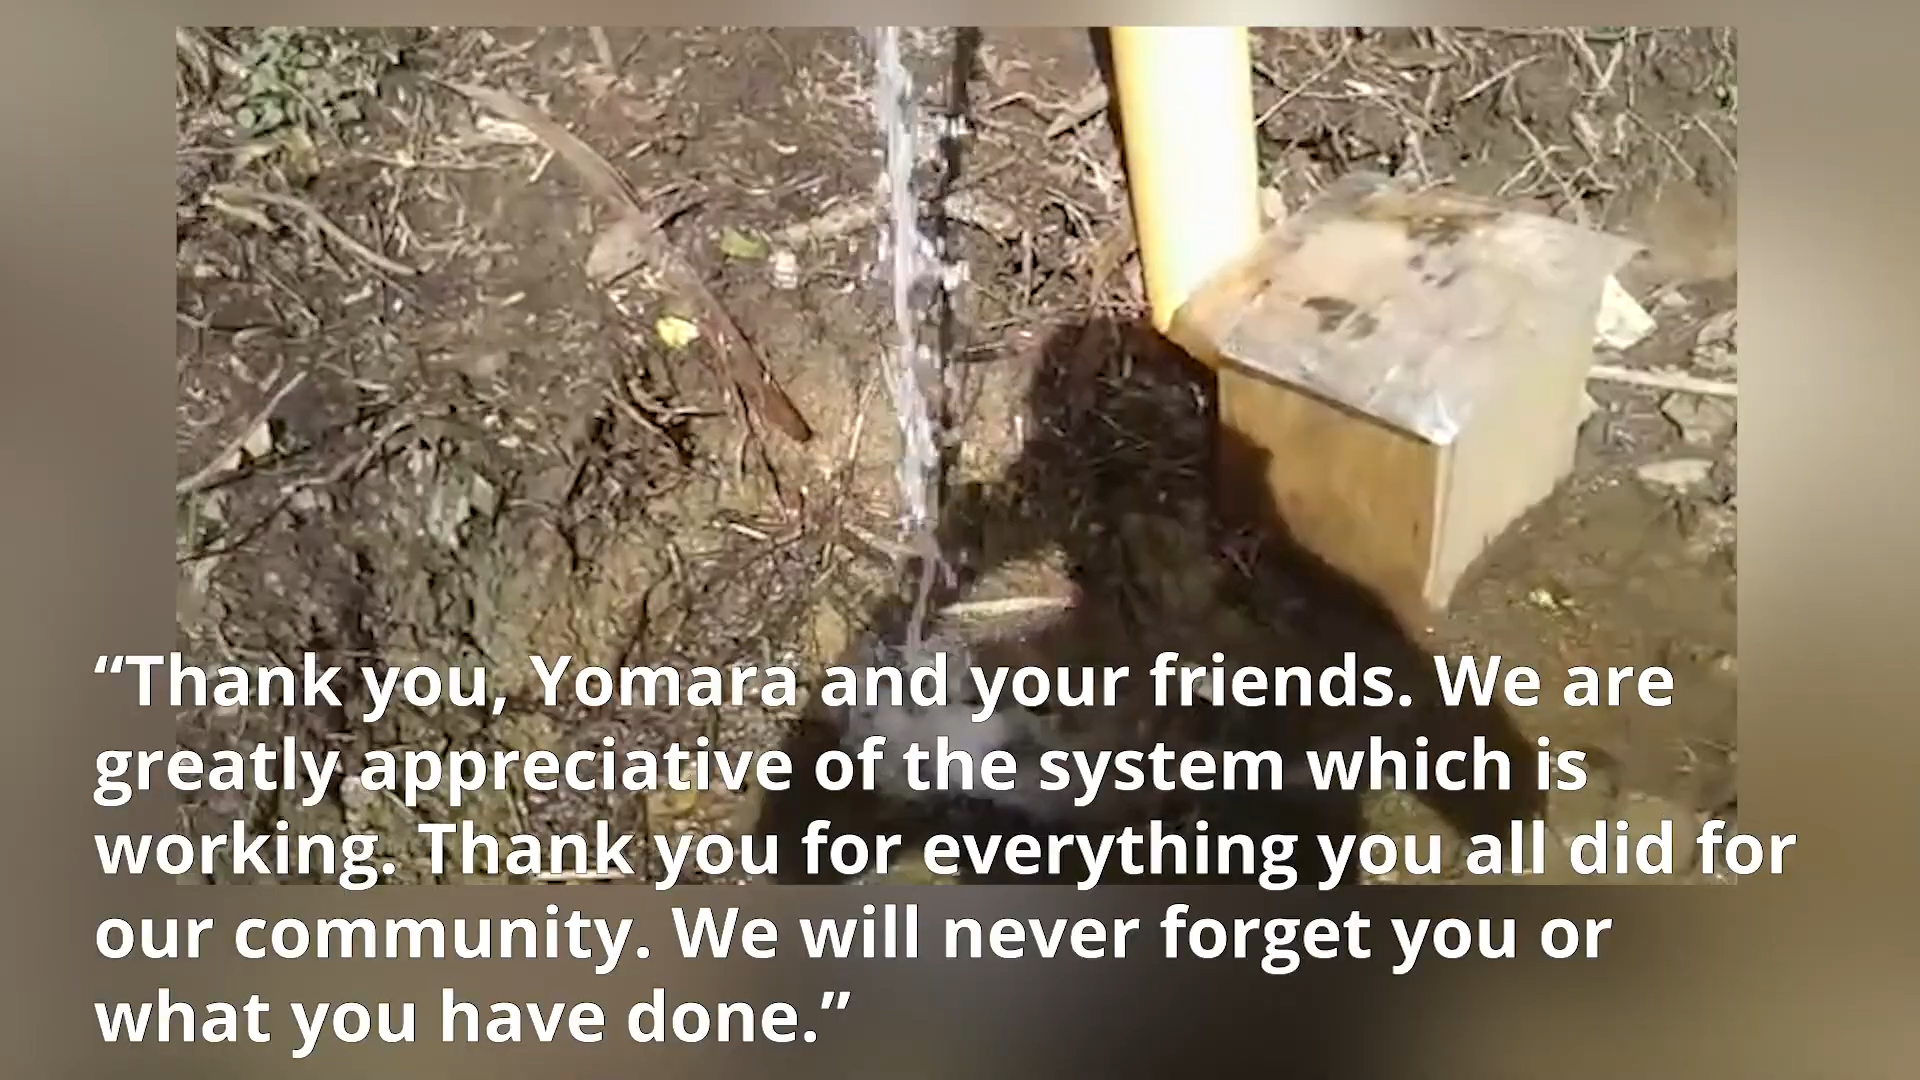 “Thank you, Yomara and your friends. We are
greatly appreciative of the system which is
working. Thank you for everything you all did for
our community. We will never forget you or
what you have done.”